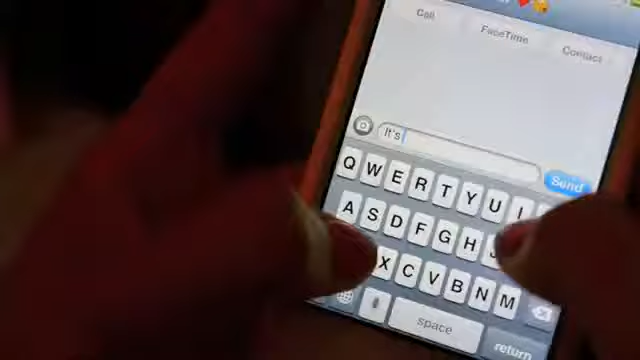 Call FaceTime Contact
It's
Send
Q W E R T Y U I
A S D F G H J
X C V B N M
space return